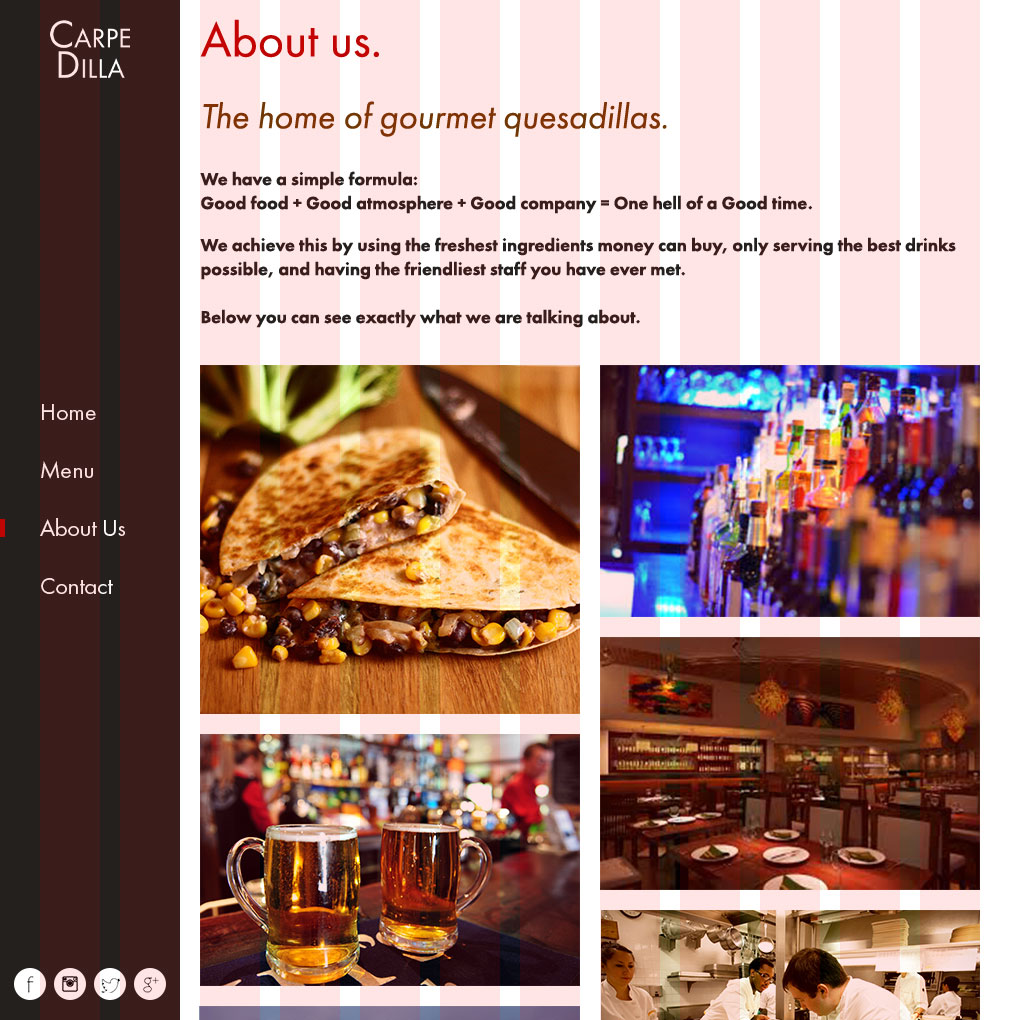 CARPE
DILLA
Home
Menu
About Us
Contact
f
g+
About us.
The home of gourmet quesadillas.
We have a simple formula:
Good food + Good atmosphere + Good company = One hell of a Good time.
We achieve this by using the freshest ingredients money can buy, only serving the best drinks
possible, and having the friendliest staff you have ever met.
Below you can see exactly what we are talking about.